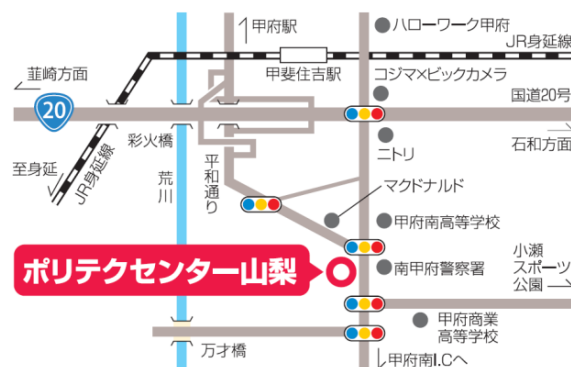 甲府駅
ハローワーク甲府
JR身延線
韮崎方面
甲斐住吉駅
コジマ×ビックカメラ
20
国道20号
彩火橋
石和方面
ニトリ
至身延
JR身延線
荒川
平和通り
マクドナルド
甲府南高等学校
ポリテクセンター山梨
南甲府警察署
小瀬
スポーツ
公園
甲府商業
高等学校
万才橋
甲府南I.Cへ